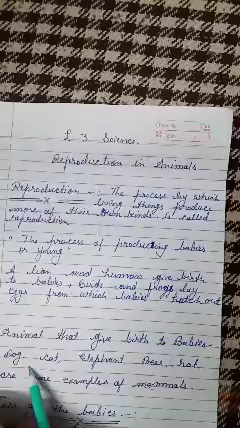 L 3 Science
Reproduction in Animals
Reproduction :- The process by which
living things produce
more of their own kinds is called
reproduction
" The process of producing babies
or young"
A lion and human give birth
to babies. Birds and frogs lay
eggs from which babies hatch out
Animal that give birth to Babies
Dog, cat, Elephant Bear, rat
are examples of mammals
the babies :-